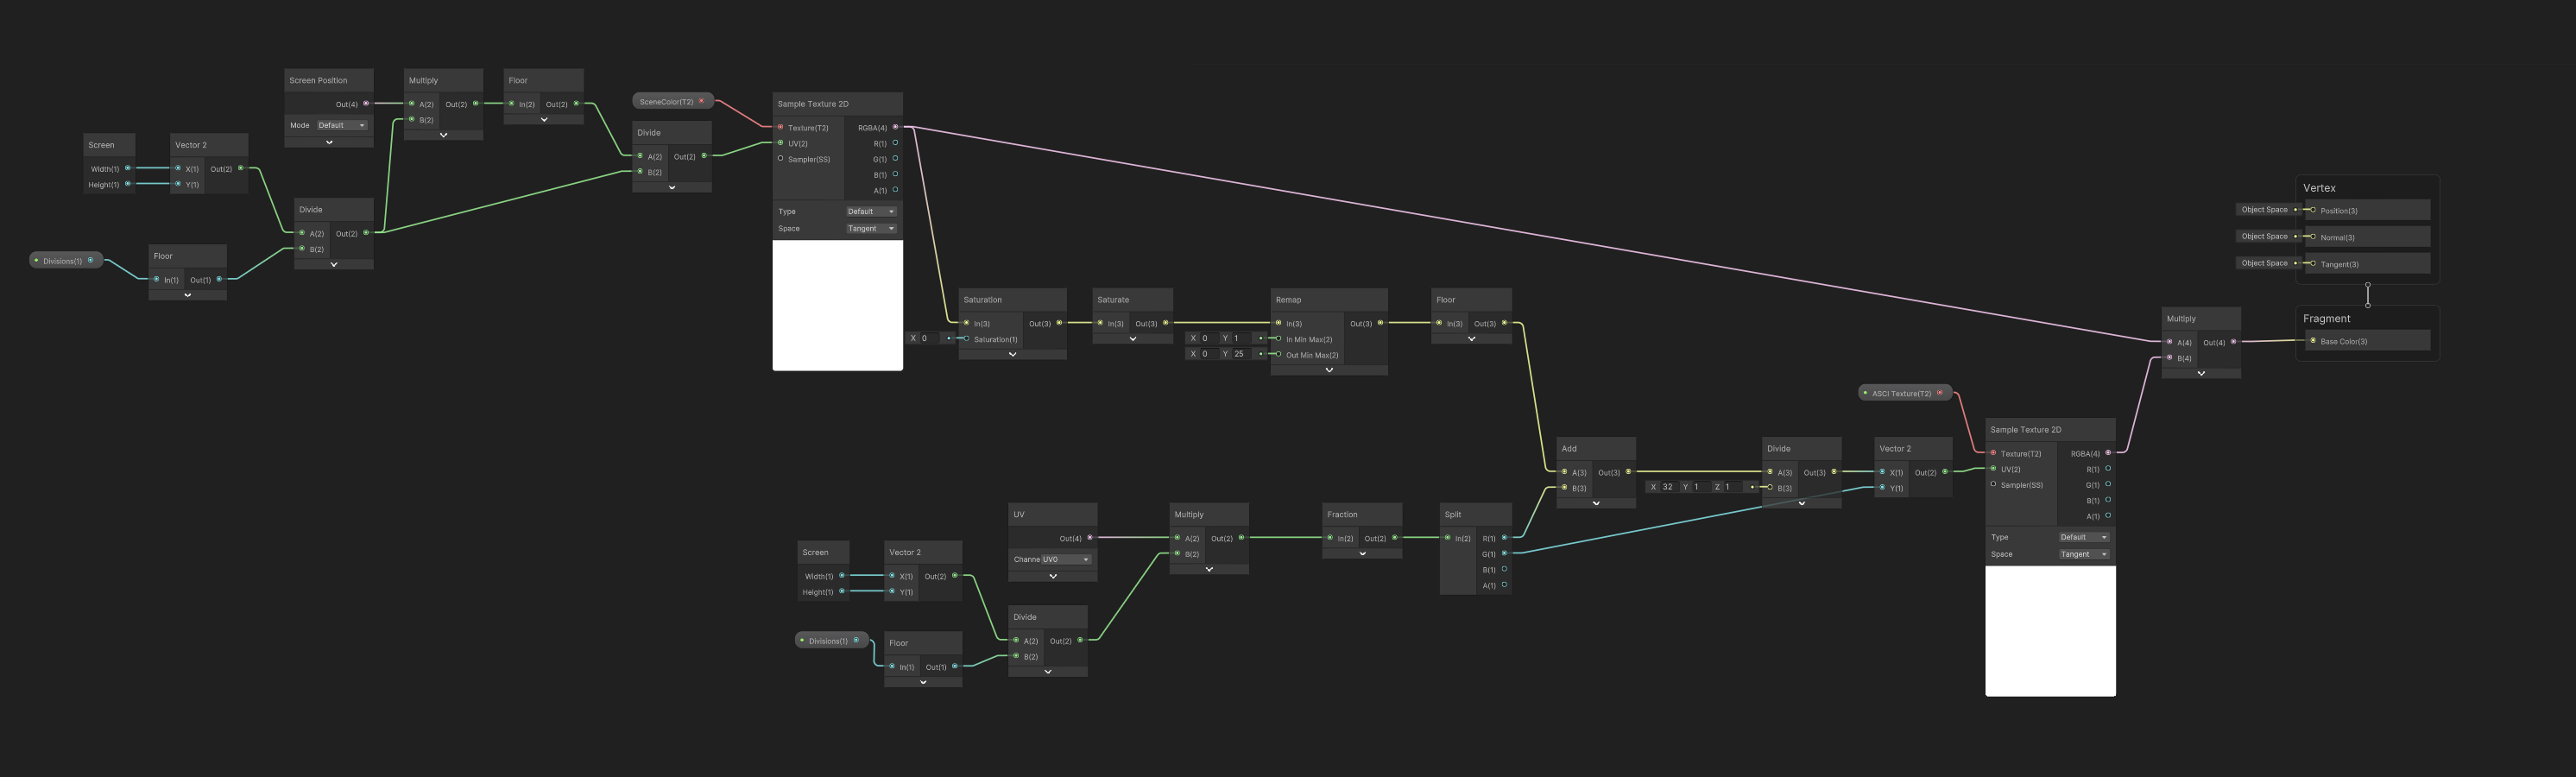 Screen
Width(1)
Height(1)
Vector 2
X(1) Out(2)
Y(1)
Divisions(1)
Floor
In(1) Out(1)
Divide
A(2) Out(2)
B(2)
Screen Position
Out(4)
Mode Default
Multiply
A(2) Out(2)
B(2)
Floor
In(2) Out(2)
SceneColor(T2)
Divide
A(2) Out(2)
B(2)
Sample Texture 2D
Texture(T2) RGBA(4)
UV(2) R(1)
Sampler(SS) G(1)
B(1)
A(1)
Type Default
Space Tangent
X 0
Saturation
In(3) Out(3)
Saturation(1)
Saturate
In(3) Out(3)
X 0 Y 1
X 0 Y 25
Remap
In(3) Out(3)
In Min Max(2)
Out Min Max(2)
Floor
In(3) Out(3)
Screen
Width(1)
Height(1)
Vector 2
X(1) Out(2)
Y(1)
Divisions(1)
Floor
In(1) Out(1)
UV
Out(4)
Channe UV0
Divide
A(2) Out(2)
B(2)
Multiply
A(2) Out(2)
B(2)
Fraction
In(2) Out(2)
Split
In(2) R(1)
G(1)
B(1)
A(1)
Add
A(3) Out(3)
B(3)
X 32 Y 1 Z 1
Divide
A(3) Out(3)
B(3)
Vector 2
X(1) Out(2)
Y(1)
ASCI Texture(T2)
Sample Texture 2D
Texture(T2) RGBA(4)
UV(2) R(1)
Sampler(SS) G(1)
B(1)
A(1)
Type Default
Space Tangent
Multiply
A(4) Out(4)
B(4)
Vertex
Object Space Position(3)
Object Space Normal(3)
Object Space Tangent(3)
Fragment
Base Color(3)